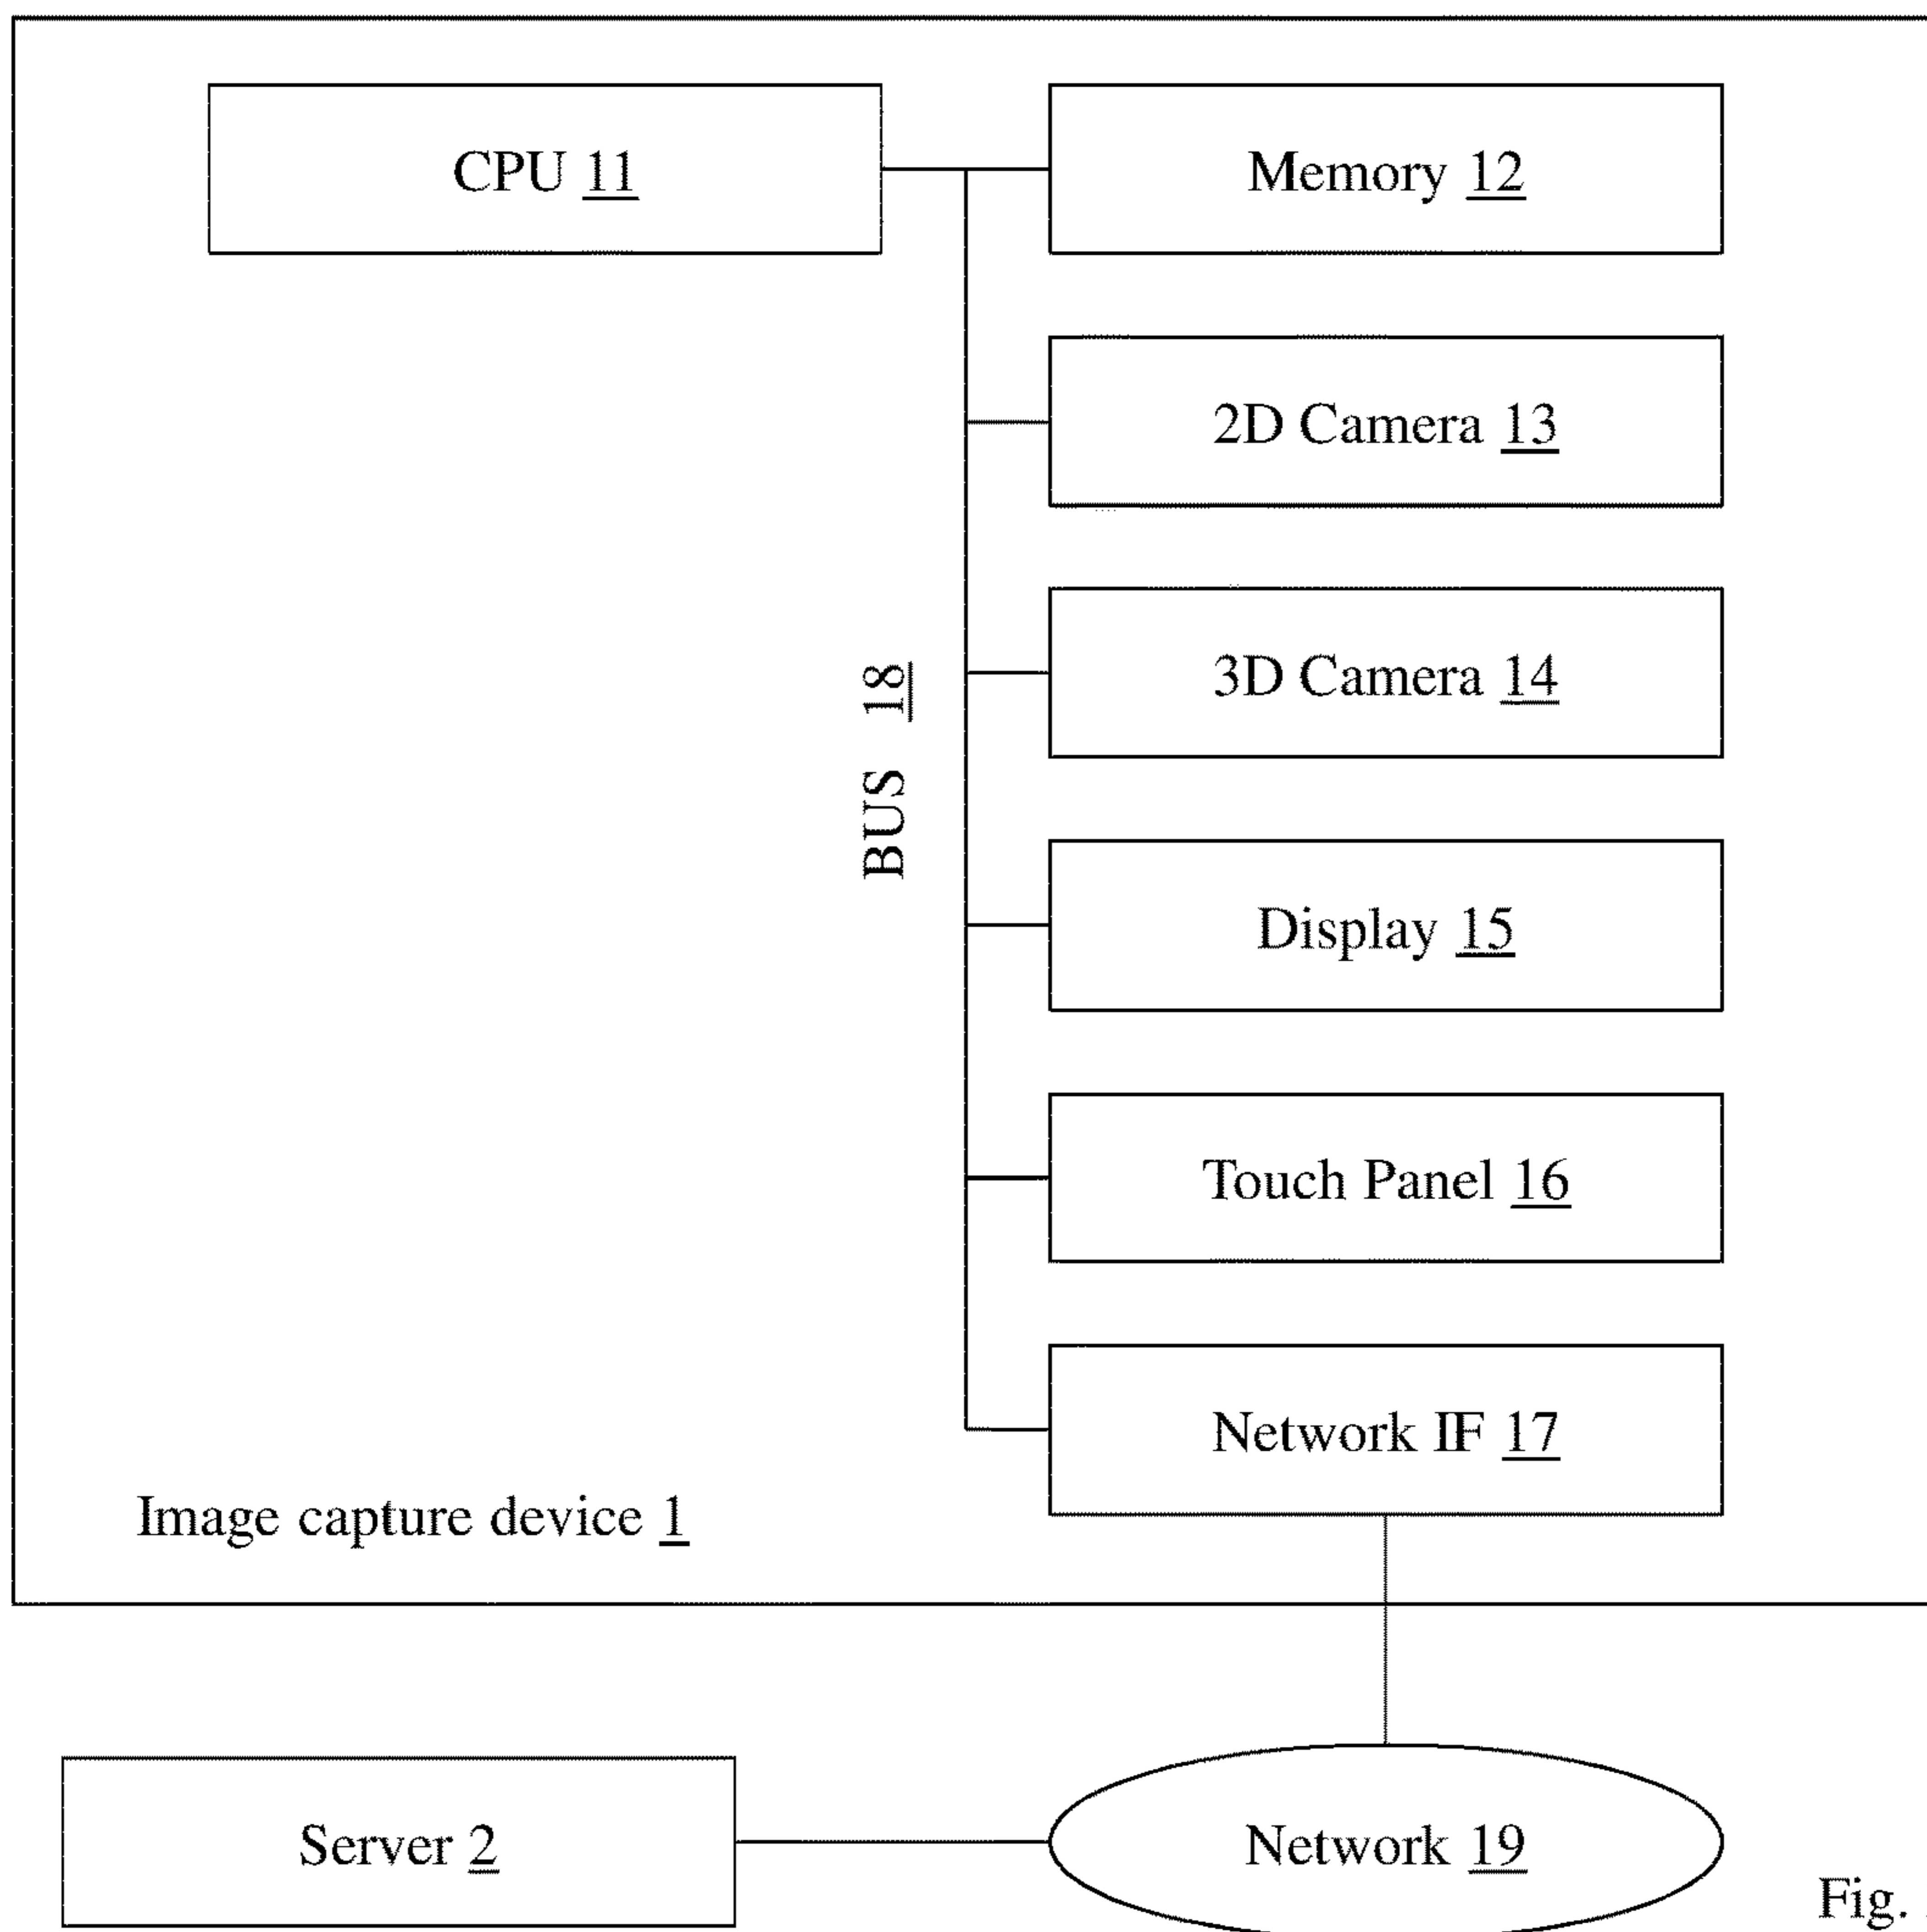 CPU 11
Memory 12
2D Camera 13
3D Camera 14
BUS 18
Display 15
Touch Panel 16
Network IF 17
Image capture device 1
Server 2
Network 19
Fig.